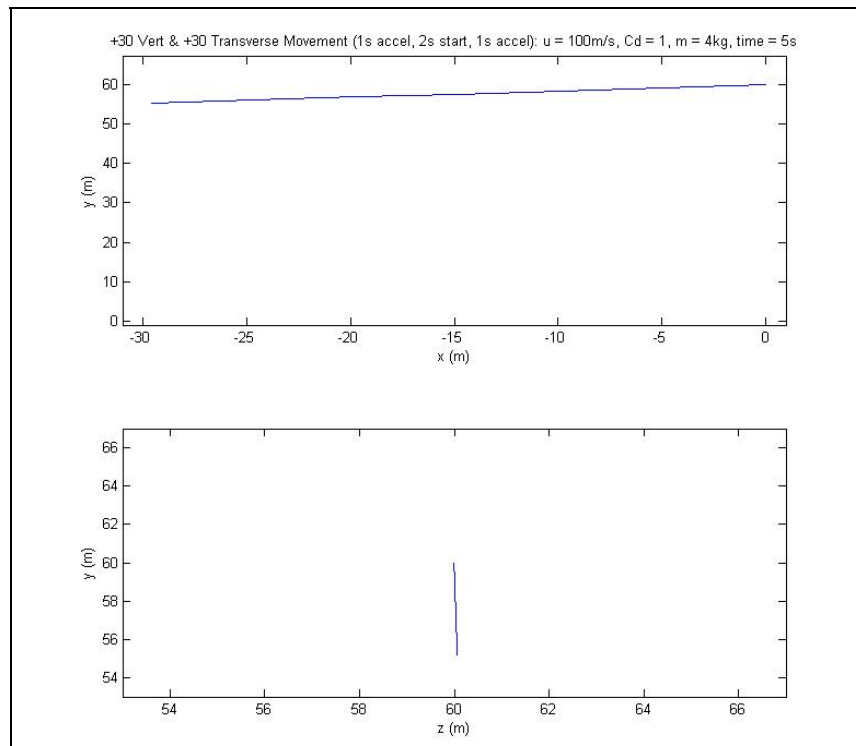 +30 Vert & +30 Transverse Movement (1s accel, 2s start, 1s accel): u = 100m/s, Cd = 1, m = 4kg, time = 5s
60
50
40
30
20
10
0
y (m)
-30 -25 -20 -15 -10 -5 0
x (m)
66
64
62
60
58
56
54
y (m)
54 56 58 60 62 64 66
z (m)